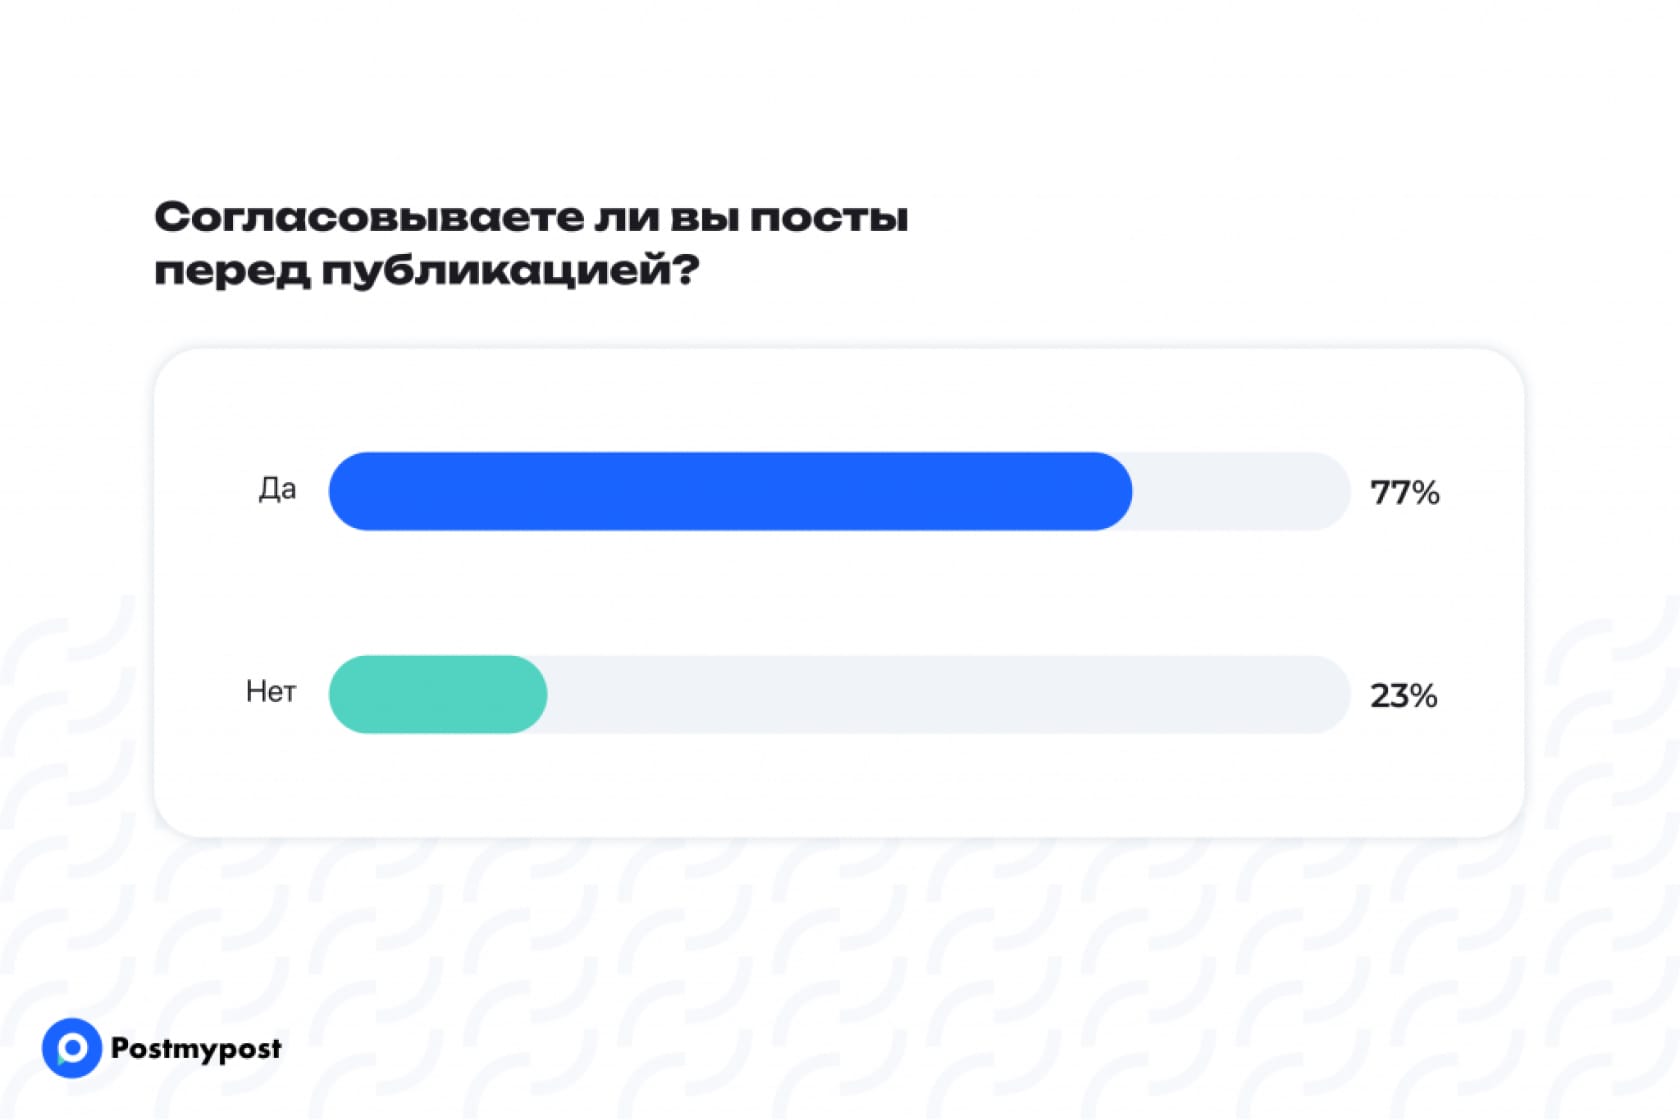 Согласовываете ли вы посты
перед публикацией?
Да 77%
Нет 23%
Postmypost